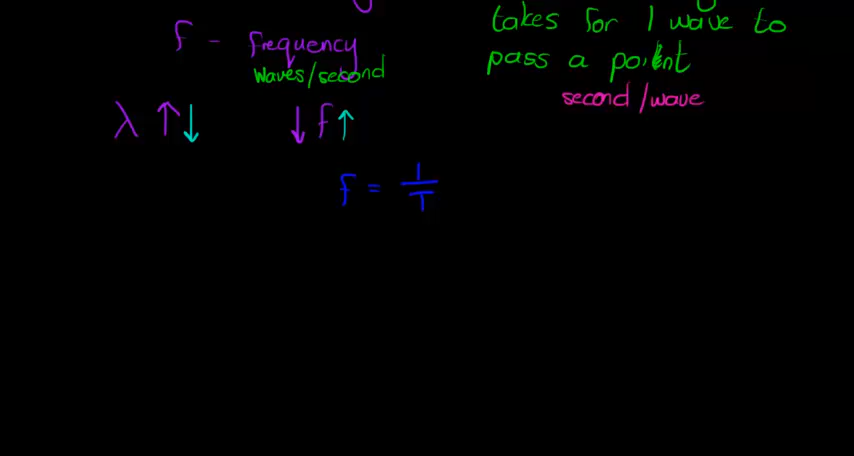 f - frequency
waves/second
takes for 1 wave to
pass a point
second/wave
λ ↑↓ ↓ f ↑
f = 1/T